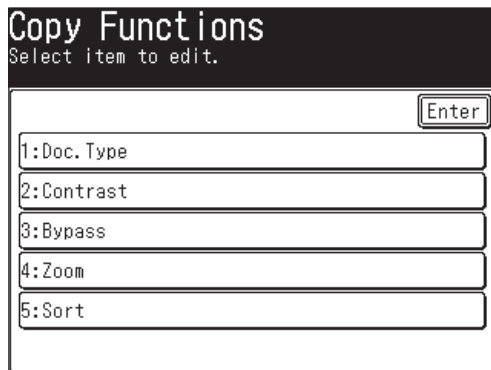 Copy Functions
Select item to edit.
Enter
1:Doc.Type
2:Contrast
3:Bypass
4:Zoom
5:Sort